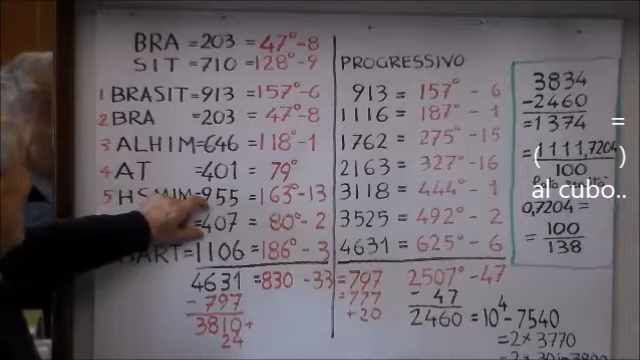 BRA = 203 = 47° - 8
SIT = 710 = 128° - 9
1 BRASIT = 913 = 157° - 6
2 BRA = 203 = 47° - 8
3 ALHIM = 646 = 118° - 1
4 AT = 401 = 79°
5 HSMIM = 955 = 163° - 13
= 407 = 80° - 2
HART = 1106 = 186° - 3
4631 = 830 - 33 = 797
- 797
3810 +
24
= 777
+ 20
PROGRESSIVO
913 = 157° - 6
1116 = 187° - 1
1762 = 275° - 15
2163 = 327° - 16
3118 = 444° - 1
3525 = 492° - 2
4631 = 625° - 6
2507° - 47
- 47
2460 = 10⁴ - 7540
= 2 × 3770
3834
- 2460
= 1374
=
= (1111,7204
100
al cubo..
0,7204 =
= 100
138